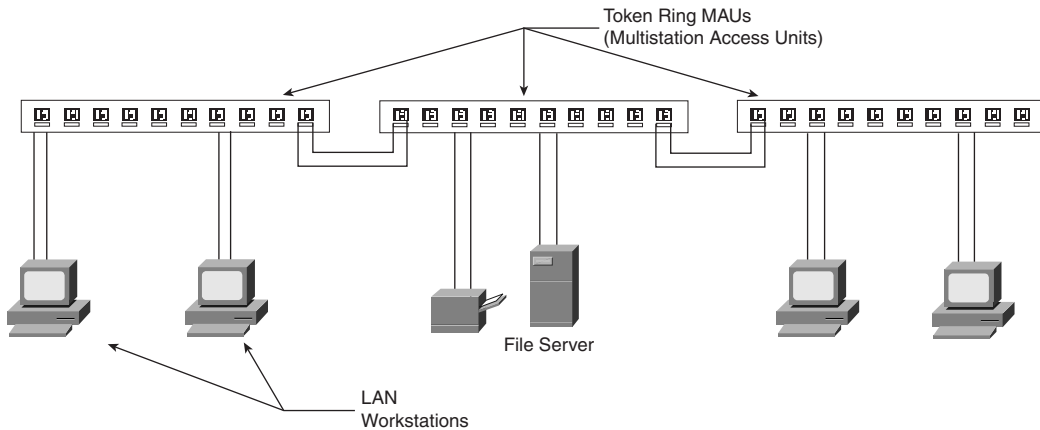 Token Ring MAUs
(Multistation Access Units)
File Server
LAN
Workstations